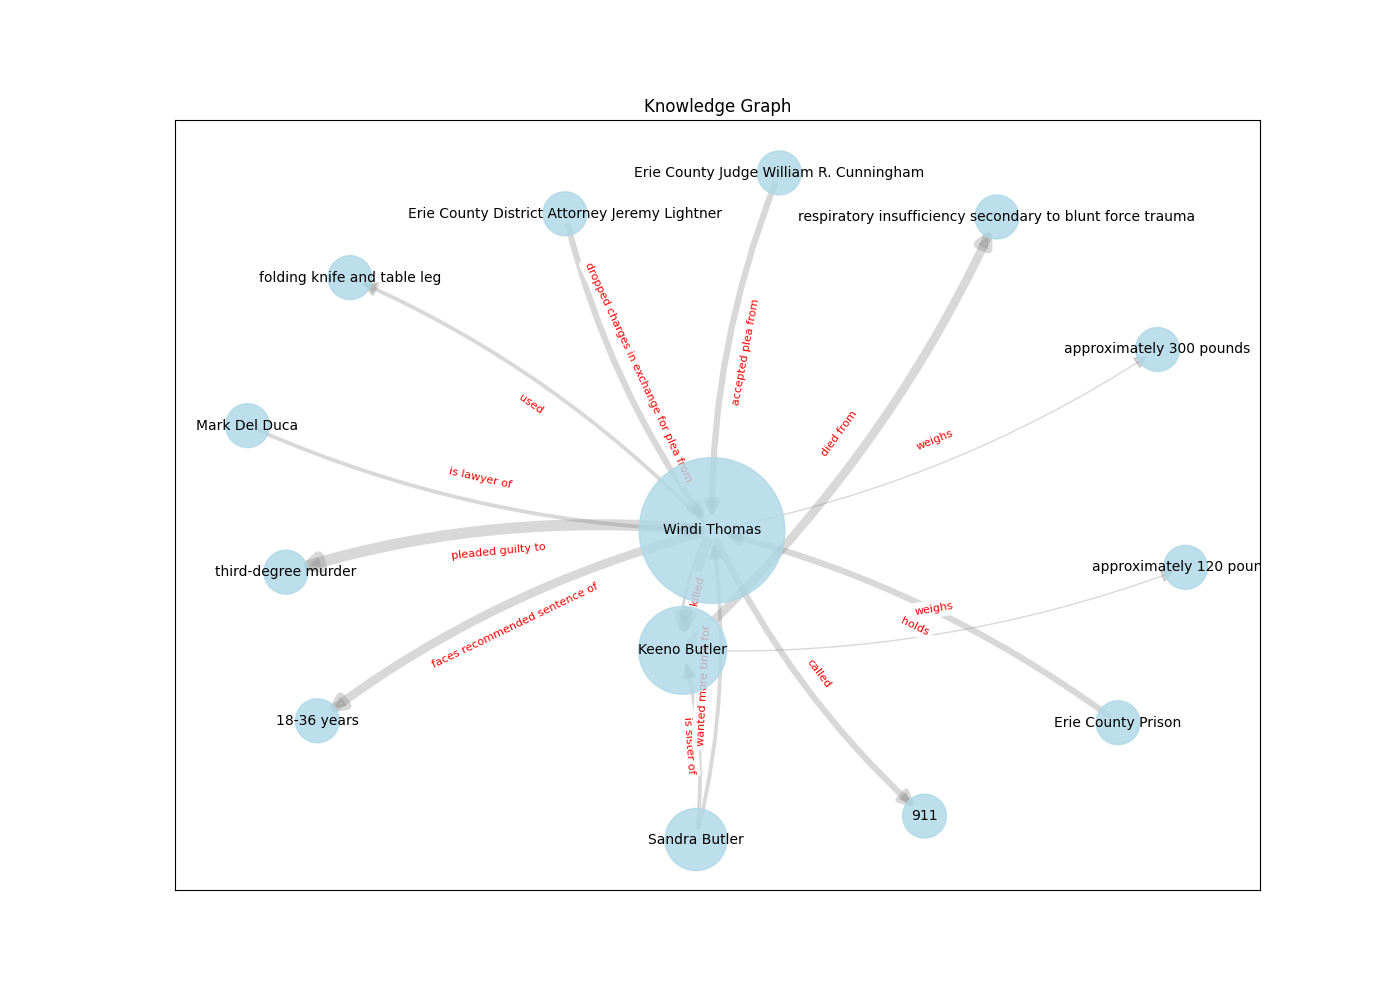 Knowledge Graph
Erie County Judge William R. Cunningham
Erie County District Attorney Jeremy Lightner
respiratory insufficiency secondary to blunt force trauma
folding knife and table leg
dropped charges in exchange for plea from
accepted plea from
approximately 300 pounds
used
died from
weighs
Mark Del Duca
is lawyer of
Windi Thomas
pleaded guilty to
third-degree murder
approximately 120 poun
faces recommended sentence of
killed
weighs
holds
Keeno Butler
wanted more time for
called
18-36 years
Erie County Prison
is sister of
911
Sandra Butler